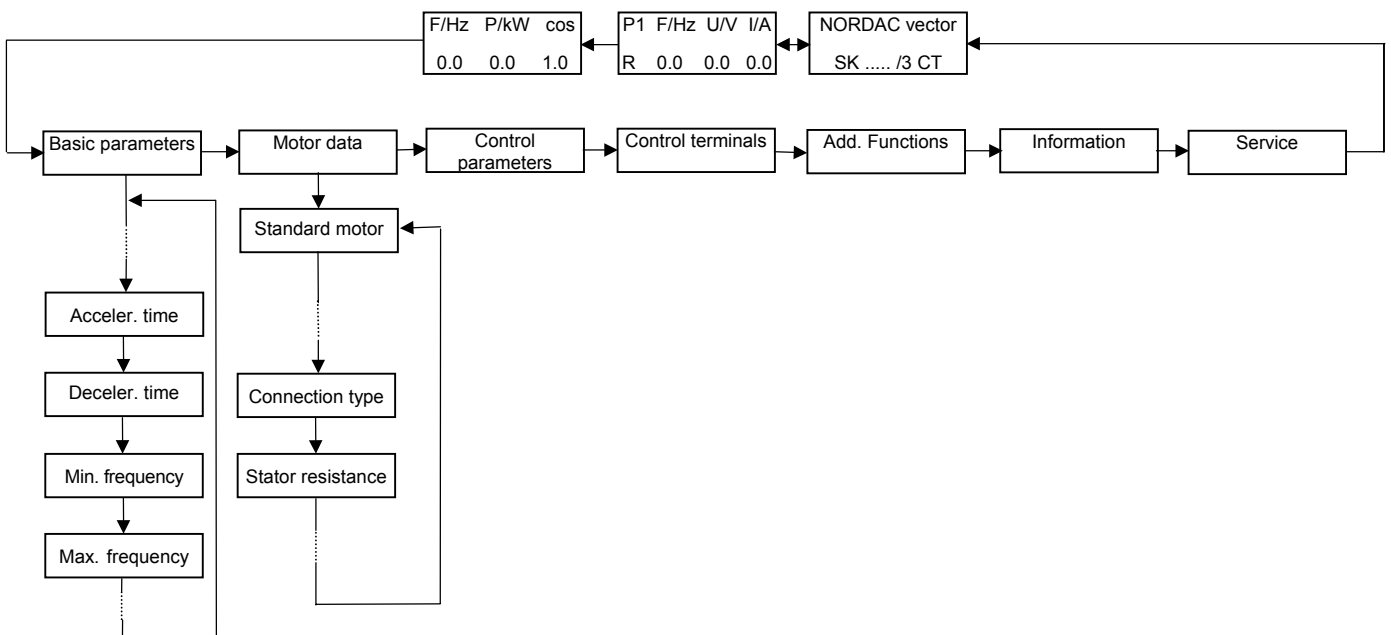 F/Hz P/kW cos
0.0 0.0 1.0
P1 F/Hz U/V I/A
R 0.0 0.0 0.0
NORDAC vector
SK ..... /3 CT
Basic parameters
Motor data
Control
parameters
Control terminals
Add. Functions
Information
Service
Standard motor
Acceler. time
Deceler. time
Connection type
Min. frequency
Stator resistance
Max. frequency